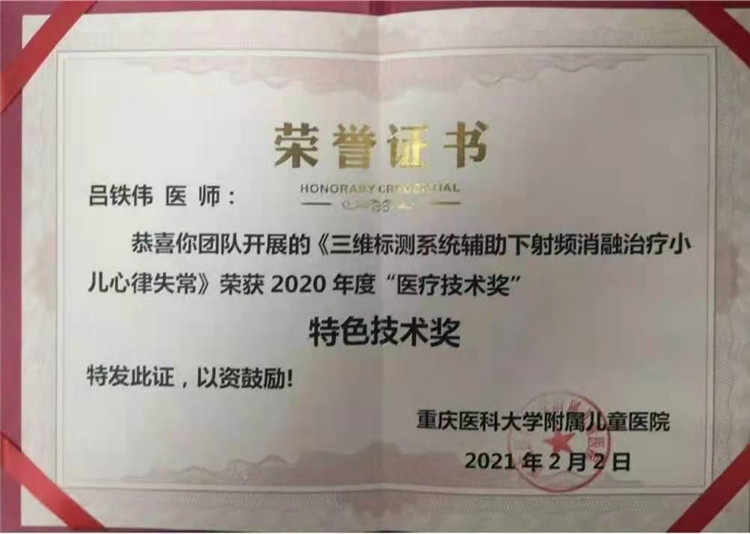 荣誉证书
HONORARY CREDENTIAL
吕铁伟 医 师：
恭喜你团队开展的《三维标测系统辅助下射频消融治疗小
儿心律失常》荣获 2020 年度“医疗技术奖”
特色技术奖
特发此证，以资鼓励！
重庆医科大学附属儿童医院
2021 年 2 月 2 日